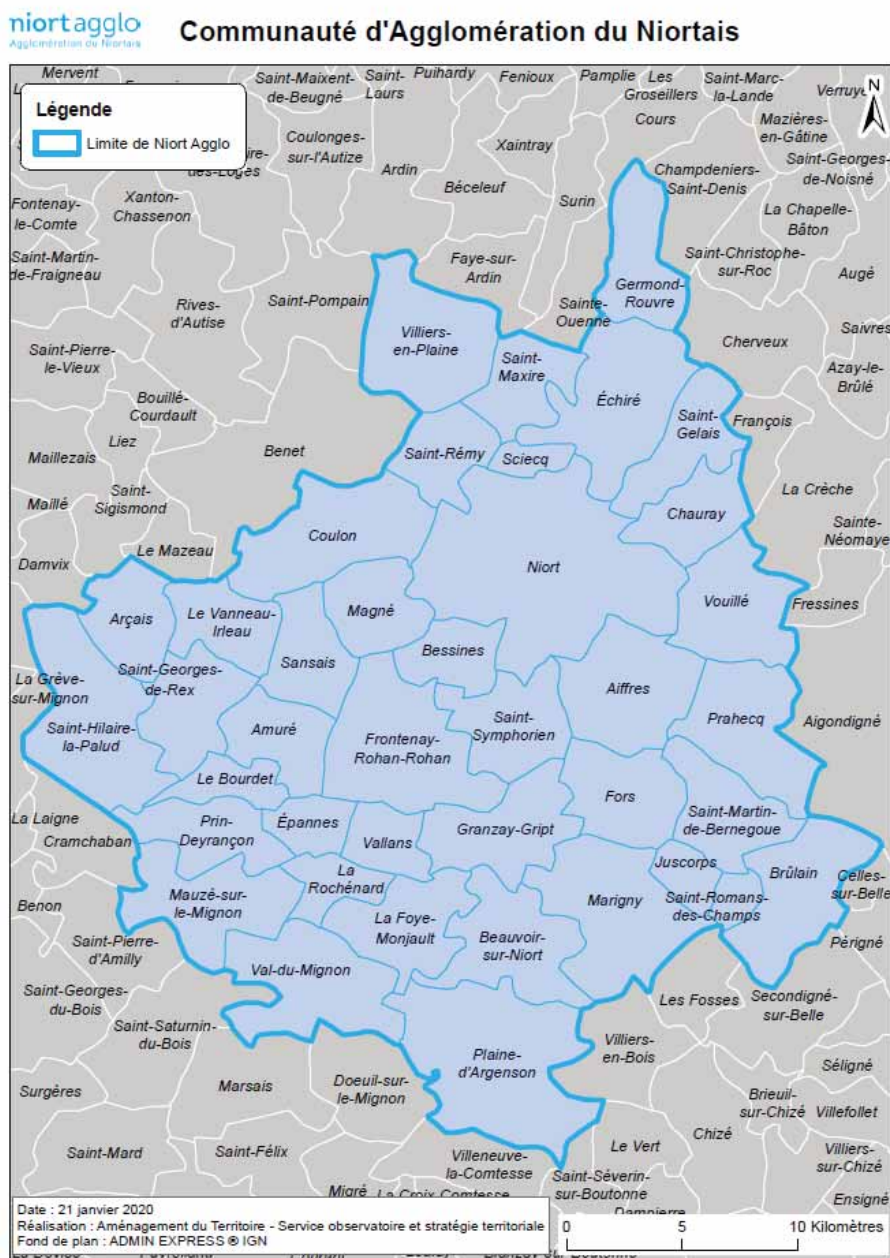 niortagglo
Agglomération du Niortais
Communauté d'Agglomération du Niortais
Légende
Limite de Niort Agglo
N
Mervent
Saint-Maixent-
de-Beugné
Saint-
Laurs
Puihardy
Fenioux
Pamplie
Les
Groseillers
Saint-Marc-
la-Lande
Verruye
Cours
Mazières-
en-Gâtine
Coulonges-
sur-l'Autize
Xaintray
Ardin
Béceleuf
Surin
Champdeniers-
Saint-Denis
Saint-Georges-
de-Noisné
des-Loges
Xanton-
Chassenon
Fontenay-
le-Comte
La Chapelle-
Bâton
Saint-Martin-
de-Fraigneau
Faye-sur-
Ardin
Saint-Christophe-
sur-Roc
Augé
Saint-Pompain
Rives-
d'Autise
Germond-
Rouvre
Sainte-
Ouenne
Villiers-
en-Plaine
Cherveux
Saivres
Saint-Pierre-
le-Vieux
Saint-
Maxire
Azay-le-
Brûlé
Bouillé-
Courdault
Échiré
Saint-
Gelais
François
Liez
Benet
Saint-Rémy
Sciecq
Maillezais
Saint-
Sigismond
La Crèche
Maillé
Chauray
Sainte-
Néomaye
Coulon
Le Mazeau
Damvix
Niort
Vouillé
Fressines
Arçais
Le Vanneau-
Irleau
Magné
Bessines
Sansais
La Grève-
sur-Mignon
Saint-Georges-
de-Rex
Aiffres
Saint-Hilaire-
la-Palud
Amuré
Frontenay-
Rohan-Rohan
Saint-
Symphorien
Prahecq
Aigondigné
Le Bourdet
Fors
La Laigne
Cramchaban
Prin-
Deyrançon
Épannes
Vallans
Granzay-Gript
Saint-Martin-
de-Bernegoue
Juscorps
Brûlain
Celles-
sur-Belle
La
Rochénard
Mauzé-sur-
le-Mignon
Marigny
Saint-Romans-
des-Champs
Benon
La Foye-
Monjault
Beauvoir-
sur-Niort
Périgné
Saint-Pierre-
d'Amilly
Val-du-Mignon
Saint-Georges-
du-Bois
Les Fosses
Secondigné-
sur-Belle
Saint-Saturnin-
du-Bois
Villiers-
en-Bois
Plaine-
d'Argenson
Séligné
Surgères
Marsais
Doeuil-sur-
le-Mignon
Brieuil-
sur-Chizé
Villefollet
Chizé
Saint-Mard
Saint-Félix
Villeneuve-
la-Comtesse
Le Vert
Villiers-
sur-Chizé
Saint-Séverin-
sur-Boutonne
Migré
La Croix-Comtesse
Dampierre
Ensigné
Date : 21 janvier 2020
Réalisation : Aménagement du Territoire - Service observatoire et stratégie territoriale
Fond de plan : ADMIN EXPRESS ® IGN
0 5 10 Kilomètres